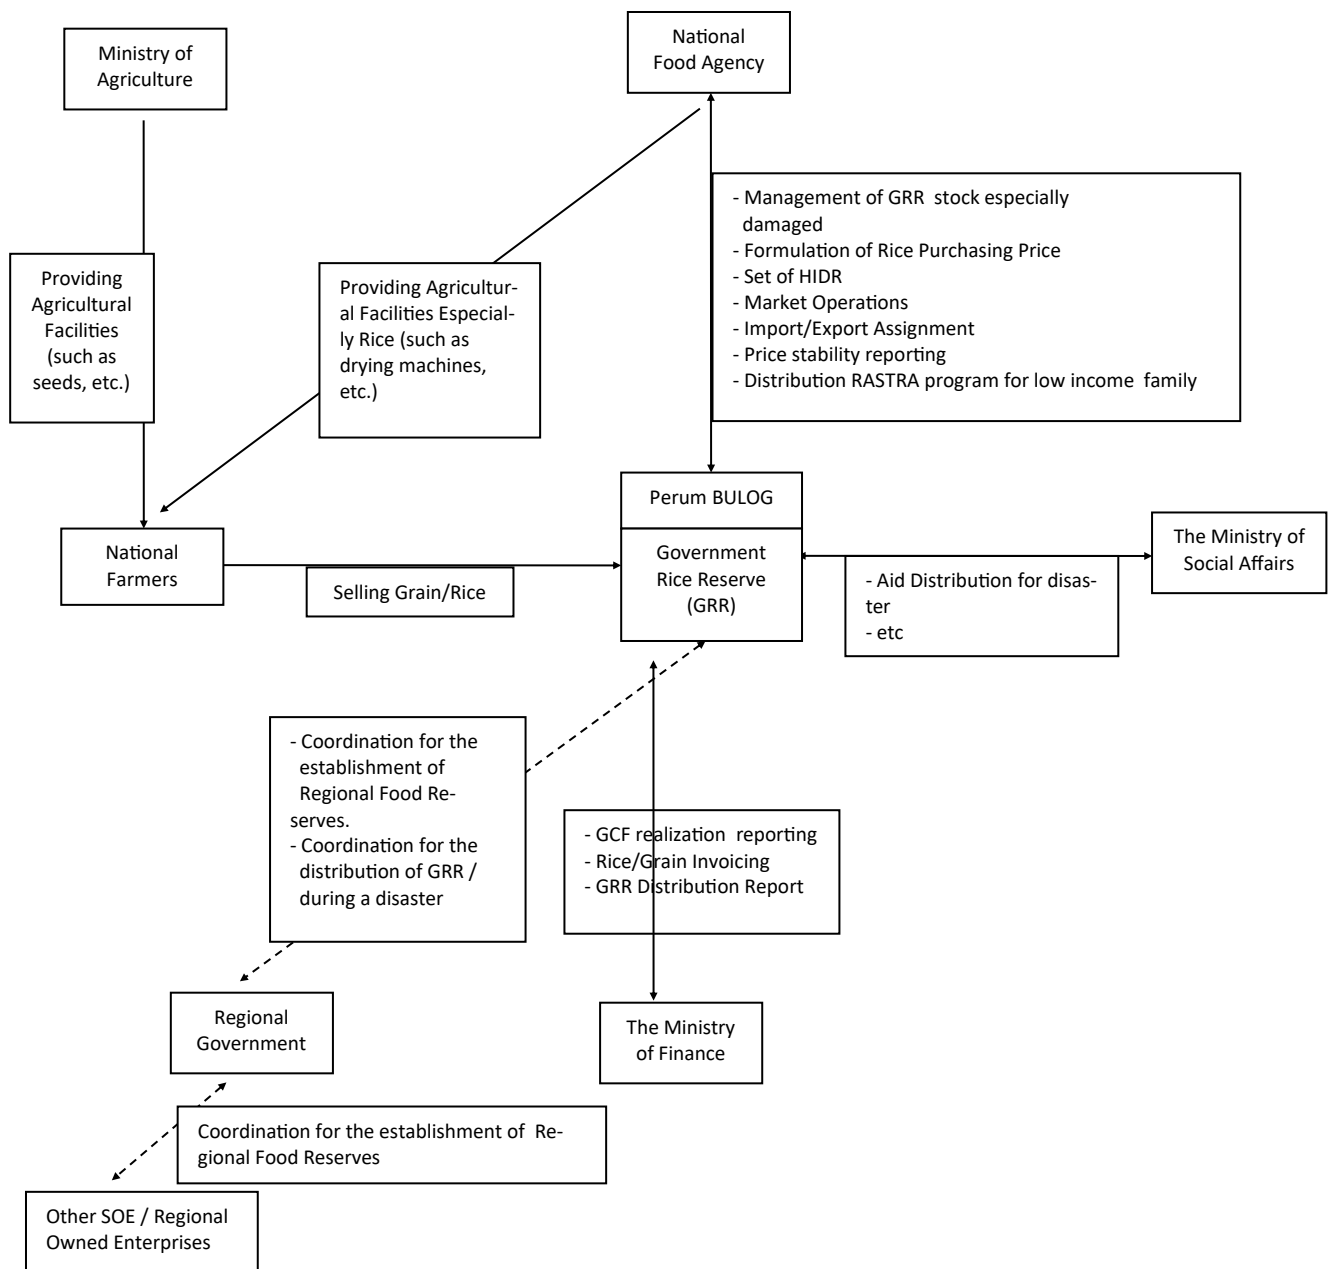 Ministry of
Agriculture
National
Food Agency
- Management of GRR stock especially
damaged
- Formulation of Rice Purchasing Price
- Set of HIDR
- Market Operations
- Import/Export Assignment
- Price stability reporting
- Distribution RASTRA program for low income family
Providing
Agricultural
Facilities
(such as
seeds, etc.)
Providing Agricultur-
al Facilities Especial-
ly Rice (such as
drying machines,
etc.)
Perum BULOG
Government
Rice Reserve
(GRR)
National
Farmers
Selling Grain/Rice
The Ministry of
Social Affairs
- Aid Distribution for disas-
ter
- etc
- Coordination for the
establishment of
Regional Food Re-
serves.
- Coordination for the
distribution of GRR /
during a disaster
- GCF realization reporting
- Rice/Grain Invoicing
- GRR Distribution Report
Regional
Government
The Ministry
of Finance
Coordination for the establishment of Re-
gional Food Reserves
Other SOE / Regional
Owned Enterprises